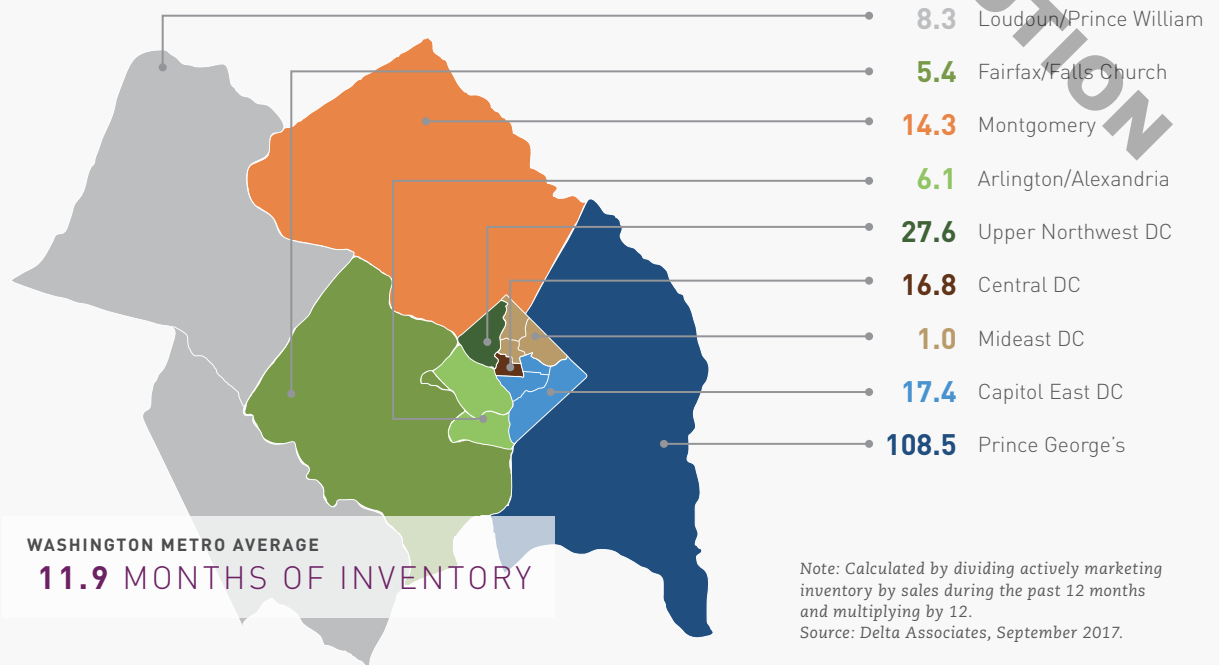 8.3 Loudoun/Prince William
5.4 Fairfax/Falls Church
14.3 Montgomery
6.1 Arlington/Alexandria
27.6 Upper Northwest DC
16.8 Central DC
1.0 Mideast DC
17.4 Capitol East DC
108.5 Prince George’s
WASHINGTON METRO AVERAGE
11.9 MONTHS OF INVENTORY
Note: Calculated by dividing actively marketing
inventory by sales during the past 12 months
and multiplying by 12.
Source: Delta Associates, September 2017.